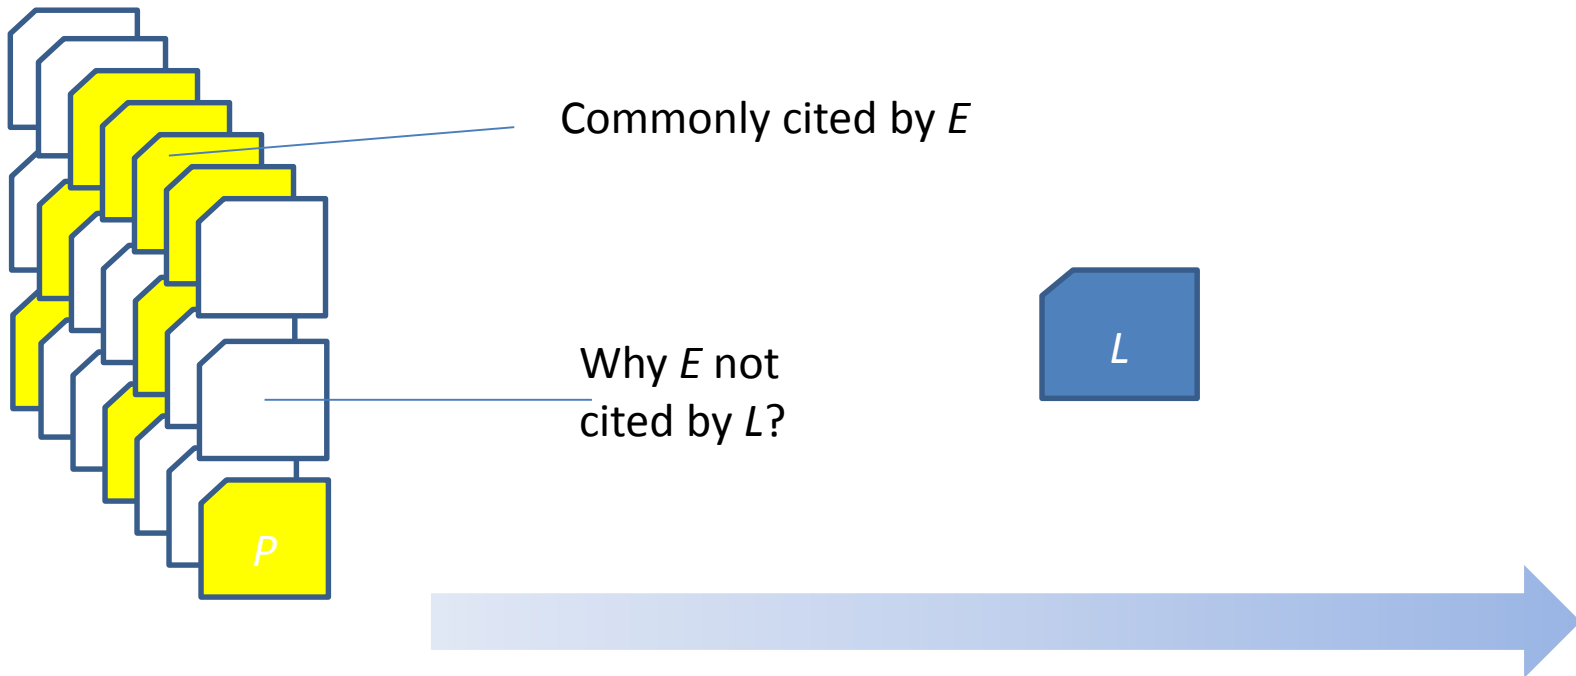 Commonly cited by E
Why E not
cited by L?
L
P